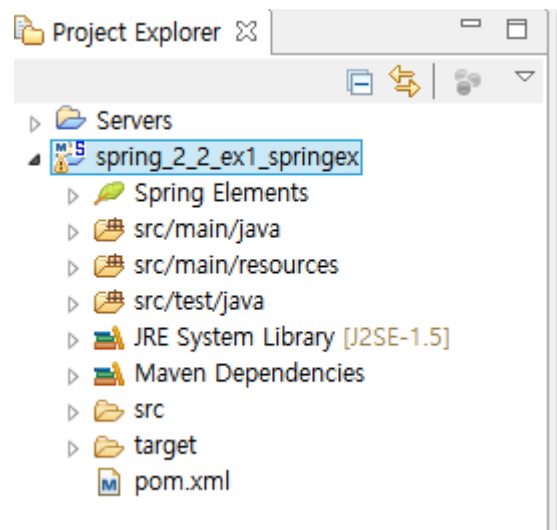 Project Explorer
Servers
spring_2_2_ex1_springex
Spring Elements
src/main/java
src/main/resources
src/test/java
JRE System Library [J2SE-1.5]
Maven Dependencies
src
target
pom.xml